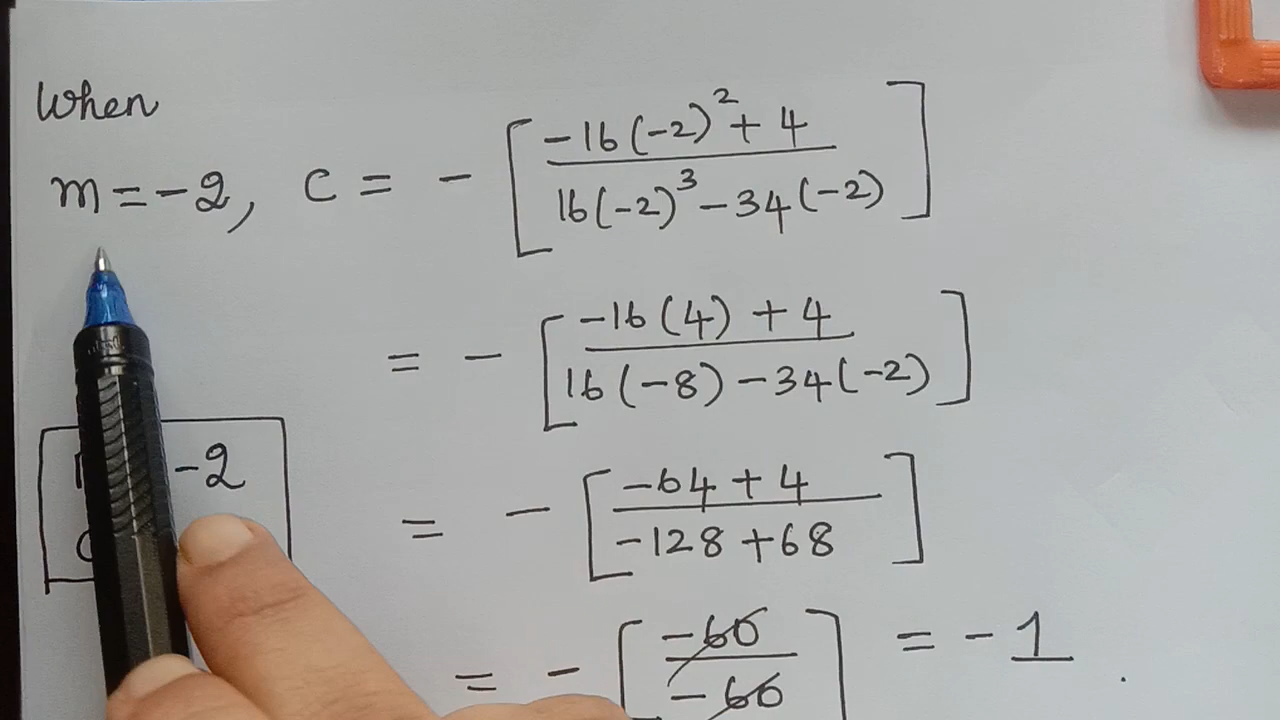 When
m = -2, c = - [ -16(-2)² + 4 / 16(-2)³ - 34(-2) ]
= - [ -16(4) + 4 / 16(-8) - 34(-2) ]
-2
= - [ -64 + 4 / -128 + 68 ]
= - [ -60 / -60 ] = -1